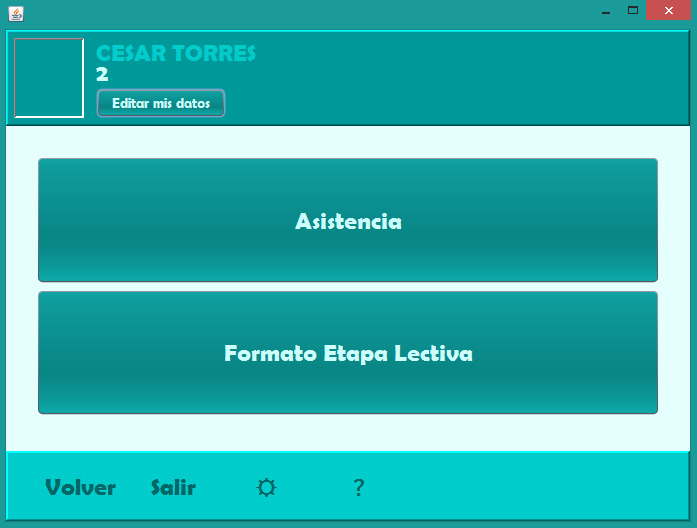 CESAR TORRES
2
Editar mis datos
Asistencia
Formato Etapa Lectiva
Volver Salir ☼ ?